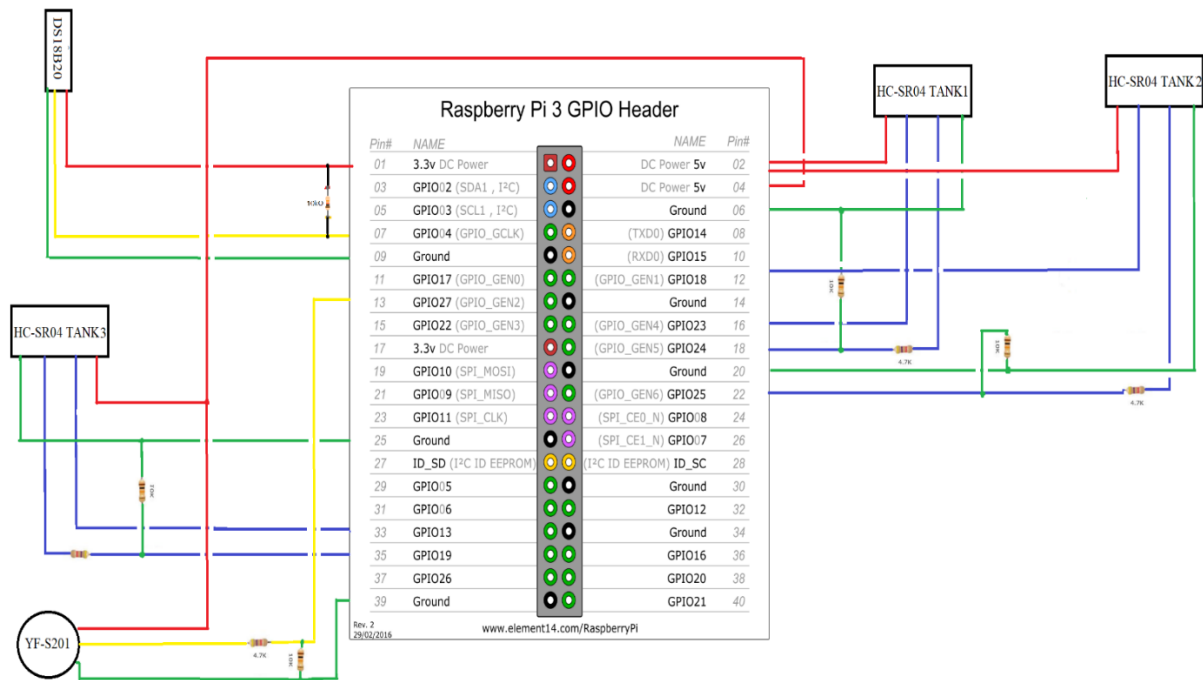 DS18B20
HC-SR04 TANK1
HC-SR04 TANK2
Raspberry Pi 3 GPIO Header
Pin# NAME NAME Pin#
01 3.3v DC Power DC Power 5v 02
03 GPIO02 (SDA1 , I²C) DC Power 5v 04
05 GPIO03 (SCL1 , I²C) Ground 06
07 GPIO04 (GPIO_GCLK) (TXD0) GPIO14 08
09 Ground (RXD0) GPIO15 10
11 GPIO17 (GPIO_GEN0) (GPIO_GEN1) GPIO18 12
13 GPIO27 (GPIO_GEN2) Ground 14
15 GPIO22 (GPIO_GEN3) (GPIO_GEN4) GPIO23 16
17 3.3v DC Power (GPIO_GEN5) GPIO24 18
19 GPIO10 (SPI_MOSI) Ground 20
21 GPIO09 (SPI_MISO) (GPIO_GEN6) GPIO25 22
23 GPIO11 (SPI_CLK) (SPI_CE0_N) GPIO08 24
25 Ground (SPI_CE1_N) GPIO07 26
27 ID_SD (I²C ID EEPROM) (I²C ID EEPROM) ID_SC 28
29 GPIO05 Ground 30
31 GPIO06 GPIO12 32
33 GPIO13 Ground 34
35 GPIO19 GPIO16 36
37 GPIO26 GPIO20 38
39 Ground GPIO21 40
Rev. 2
29/02/2016
www.element14.com/RaspberryPi
10K
4.7K
10K
4.7K
HC-SR04 TANK3
10K
YF-S201
4.7K
10K